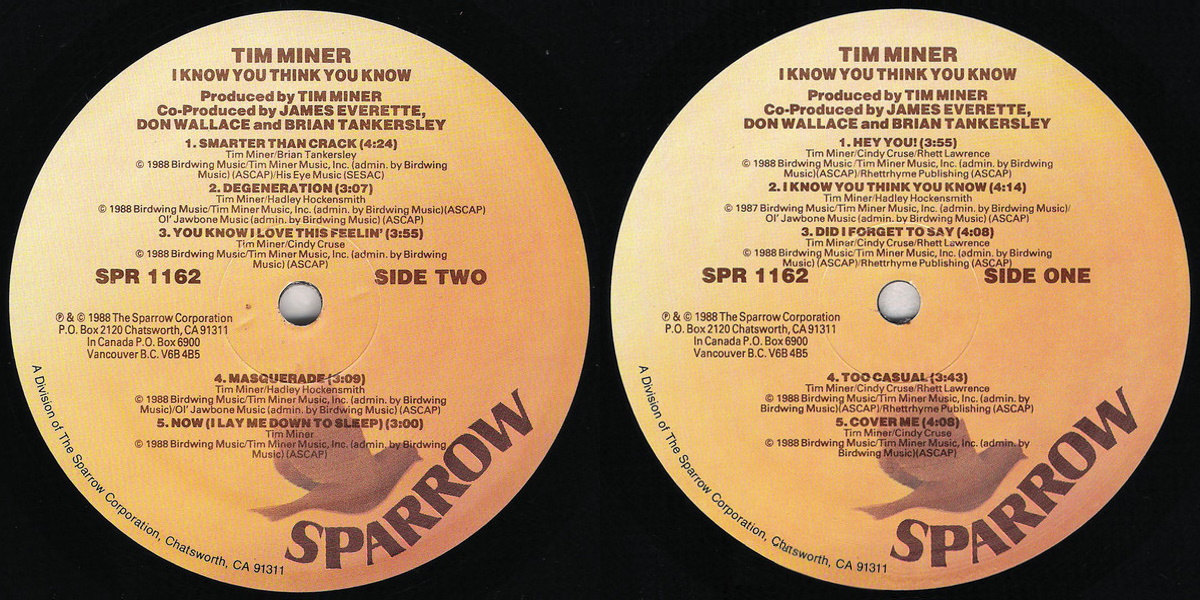 TIM MINER
I KNOW YOU THINK YOU KNOW
Produced by TIM MINER
Co-Produced by JAMES EVERETTE,
DON WALLACE and BRIAN TANKERSLEY
1. SMARTER THAN CRACK (4:24)
Tim Miner/Brian Tankersley
© 1988 Birdwing Music/Tim Miner Music, Inc. (admin. by Birdwing
Music) (ASCAP)/His Eye Music (SESAC)
2. DEGENERATION (3:07)
Tim Miner/Hadley Hockensmith
© 1988 Birdwing Music/Tim Miner Music, Inc. (admin. by Birdwing Music)(ASCAP)
Ol' Jawbone Music (admin. by Birdwing Music) (ASCAP)
3. YOU KNOW I LOVE THIS FEELIN' (3:55)
Tim Miner/Cindy Cruse
© 1988 Birdwing Music/Tim Miner Music, Inc. (admin. by Birdwing
Music) (ASCAP)
SPR 1162 SIDE TWO
℗ & © 1988 The Sparrow Corporation
P.O. Box 2120 Chatsworth, CA 91311
In Canada P.O. Box 6900
Vancouver B.C. V6B 4B5
4. MASQUERADE (3:09)
Tim Miner/Hadley Hockensmith
© 1988 Birdwing Music/Tim Miner Music, Inc. (admin. by Birdwing
Music)/Ol' Jawbone Music (admin. by Birdwing Music) (ASCAP)
5. NOW (I LAY ME DOWN TO SLEEP) (3:00)
Tim Miner
© 1988 Birdwing Music/Tim Miner Music, Inc. (admin. by Birdwing
Music) (ASCAP)
SPARROW
A Division of The Sparrow Corporation, Chatsworth, CA 91311
TIM MINER
I KNOW YOU THINK YOU KNOW
Produced by TIM MINER
Co-Produced by JAMES EVERETTE,
DON WALLACE and BRIAN TANKERSLEY
1. HEY YOU! (3:55)
Tim Miner/Cindy Cruse/Rhett Lawrence
© 1988 Birdwing Music/Tim Miner Music, Inc. (admin. by Birdwing
Music)(ASCAP)/Rhettrhyme Publishing (ASCAP)
2. I KNOW YOU THINK YOU KNOW (4:14)
Tim Miner/Hadley Hockensmith
© 1987 Birdwing Music/Tim Miner Music, Inc. (admin. by Birdwing Music)/
Ol' Jawbone Music (admin. by Birdwing Music) (ASCAP)
3. DID I FORGET TO SAY (4:08)
Tim Miner/Cindy Cruse/Rhett Lawrence
© 1988 Birdwing Music/Tim Miner Music, Inc. (admin. by Birdwing
Music) (ASCAP)/Rhettrhyme Publishing (ASCAP)
SPR 1162 SIDE ONE
℗ & © 1988 The Sparrow Corporation
P.O. Box 2120 Chatsworth, CA 91311
In Canada P.O. Box 6900
Vancouver B.C. V6B 4B5
4. TOO CASUAL (3:43)
Tim Miner/Cindy Cruse/Rhett Lawrence
© 1988 Birdwing Music/Tim Miner Music, Inc. (admin. by
Birdwing Music)(ASCAP)/Rhettrhyme Publishing (ASCAP)
5. COVER ME (4:08)
Tim Miner/Cindy Cruse
© 1988 Birdwing Music/Tim Miner Music, Inc. (admin. by
Birdwing Music)(ASCAP)
SPARROW
A Division of The Sparrow Corporation, Chatsworth, CA 91311